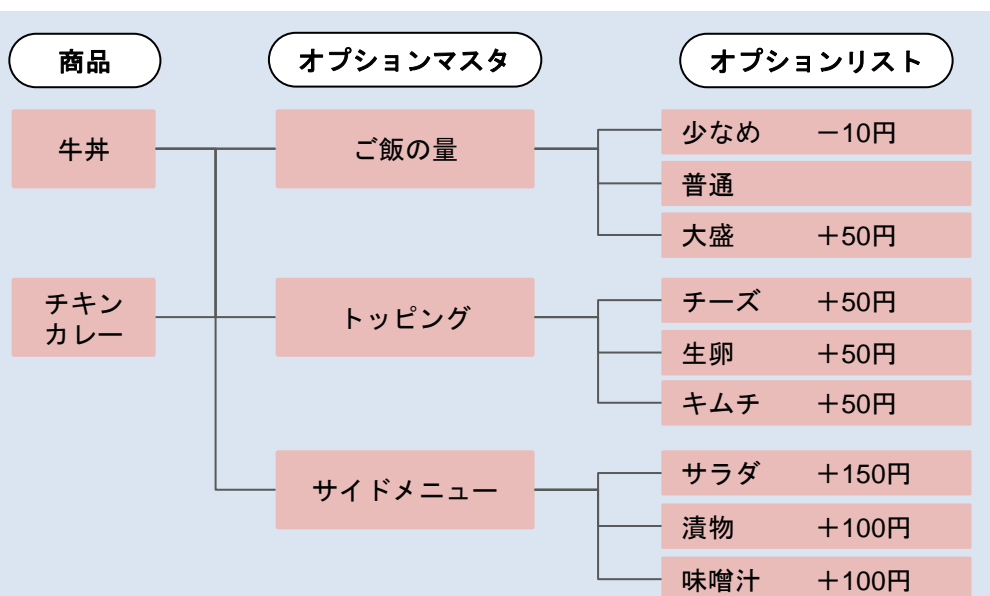 商品 オプションマスタ オプションリスト
牛丼 ご飯の量 少なめ －10円
普通
大盛 ＋50円
チキン
カレー トッピング チーズ ＋50円
生卵 ＋50円
キムチ ＋50円
サイドメニュー サラダ ＋150円
漬物 ＋100円
味噌汁 ＋100円